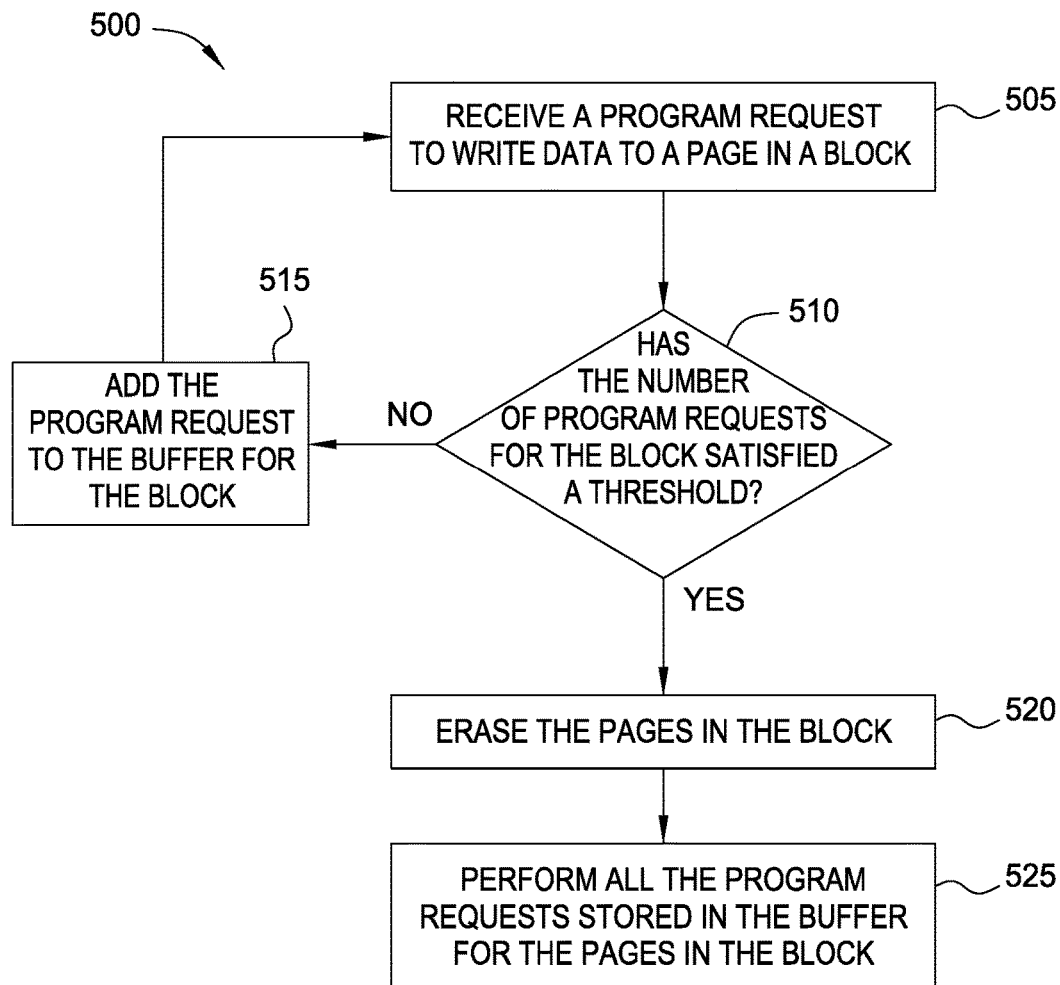 500
RECEIVE A PROGRAM REQUEST
TO WRITE DATA TO A PAGE IN A BLOCK
505
515
510
HAS
THE NUMBER
OF PROGRAM REQUESTS
FOR THE BLOCK SATISFIED
A THRESHOLD?
NO
ADD THE
PROGRAM REQUEST
TO THE BUFFER FOR
THE BLOCK
YES
ERASE THE PAGES IN THE BLOCK
520
PERFORM ALL THE PROGRAM
REQUESTS STORED IN THE BUFFER
FOR THE PAGES IN THE BLOCK
525